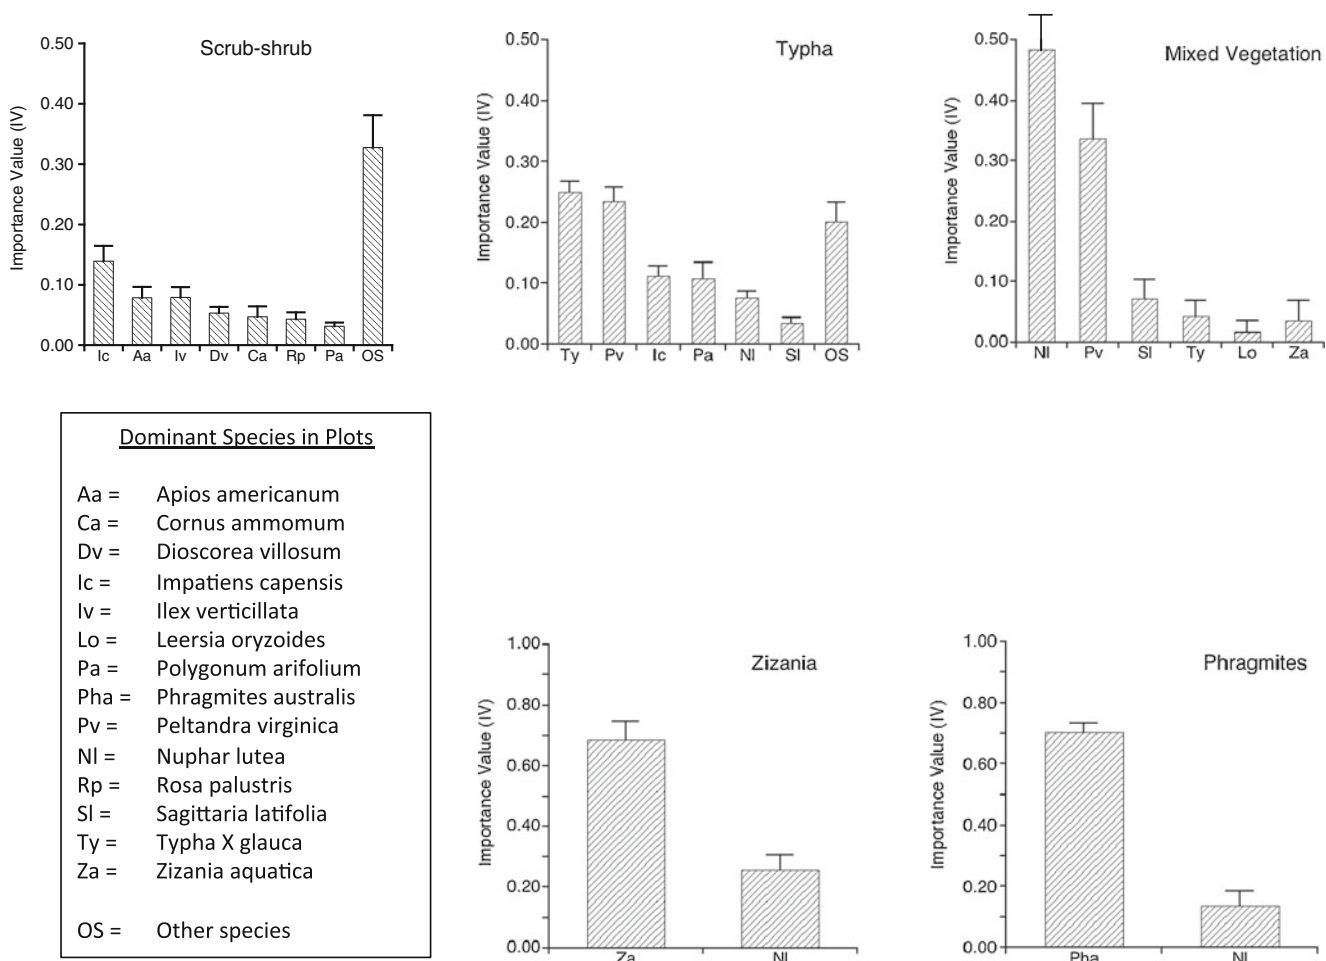 Scrub-shrub
Importance Value (IV)
0.50
0.40
0.30
0.20
0.10
0.00
Ic Aa Iv Dv Ca Rp Pa OS
Typha
Importance Value (IV)
0.50
0.40
0.30
0.20
0.10
0.00
Ty Pv Ic Pa Nl Sl OS
Mixed Vegetation
Importance Value (IV)
0.50
0.40
0.30
0.20
0.10
0.00
Nl Pv Sl Ty Lo Za
Dominant Species in Plots
Aa = Apios americanum
Ca = Cornus ammomum
Dv = Dioscorea villosum
Ic = Impatiens capensis
Iv = Ilex verticillata
Lo = Leersia oryzoides
Pa = Polygonum arifolium
Pha = Phragmites australis
Pv = Peltandra virginica
Nl = Nuphar lutea
Rp = Rosa palustris
Sl = Sagittaria latifolia
Ty = Typha X glauca
Za = Zizania aquatica
OS = Other species
Zizania
Importance Value (IV)
1.00
0.80
0.60
0.40
0.20
0.00
Za Nl
Phragmites
Importance Value (IV)
1.00
0.80
0.60
0.40
0.20
0.00
Pha Nl